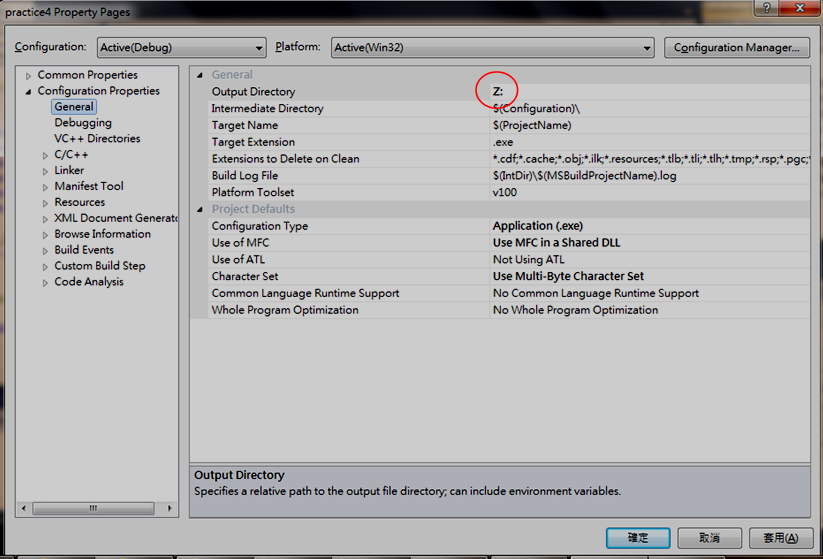 practice4 Property Pages
?
Configuration: Active(Debug) Platform: Active(Win32) Configuration Manager...
Common Properties
Configuration Properties
General
Debugging
VC++ Directories
C/C++
Linker
Manifest Tool
Resources
XML Document Generato
Browse Information
Build Events
Custom Build Step
Code Analysis
General
Output Directory Z:
Intermediate Directory $(Configuration)\
Target Name $(ProjectName)
Target Extension .exe
Extensions to Delete on Clean *.cdf;*.cache;*.obj;*.ilk;*.resources;*.tlb;*.tli;*.tlh;*.tmp;*.rsp;*.pgc;*
Build Log File $(IntDir)\$(MSBuildProjectName).log
Platform Toolset v100
Project Defaults
Configuration Type Application (.exe)
Use of MFC Use MFC in a Shared DLL
Use of ATL Not Using ATL
Character Set Use Multi-Byte Character Set
Common Language Runtime Support No Common Language Runtime Support
Whole Program Optimization No Whole Program Optimization
Output Directory
Specifies a relative path to the output file directory; can include environment variables.
確定 取消 套用(A)